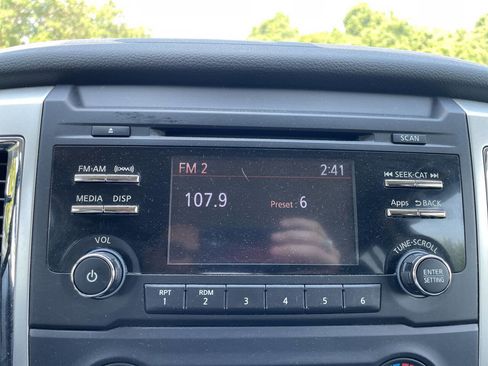 SCAN
FM·AM ((XM))
FM 2 2:41
⏮ SEEK·CAT ⏭
MEDIA DISP
107.9 Preset 6
Apps ⮌BACK
VOL
TUNE·SCROLL
ENTER
SETTING
RPT
1
RDM
2
3
4
5
6